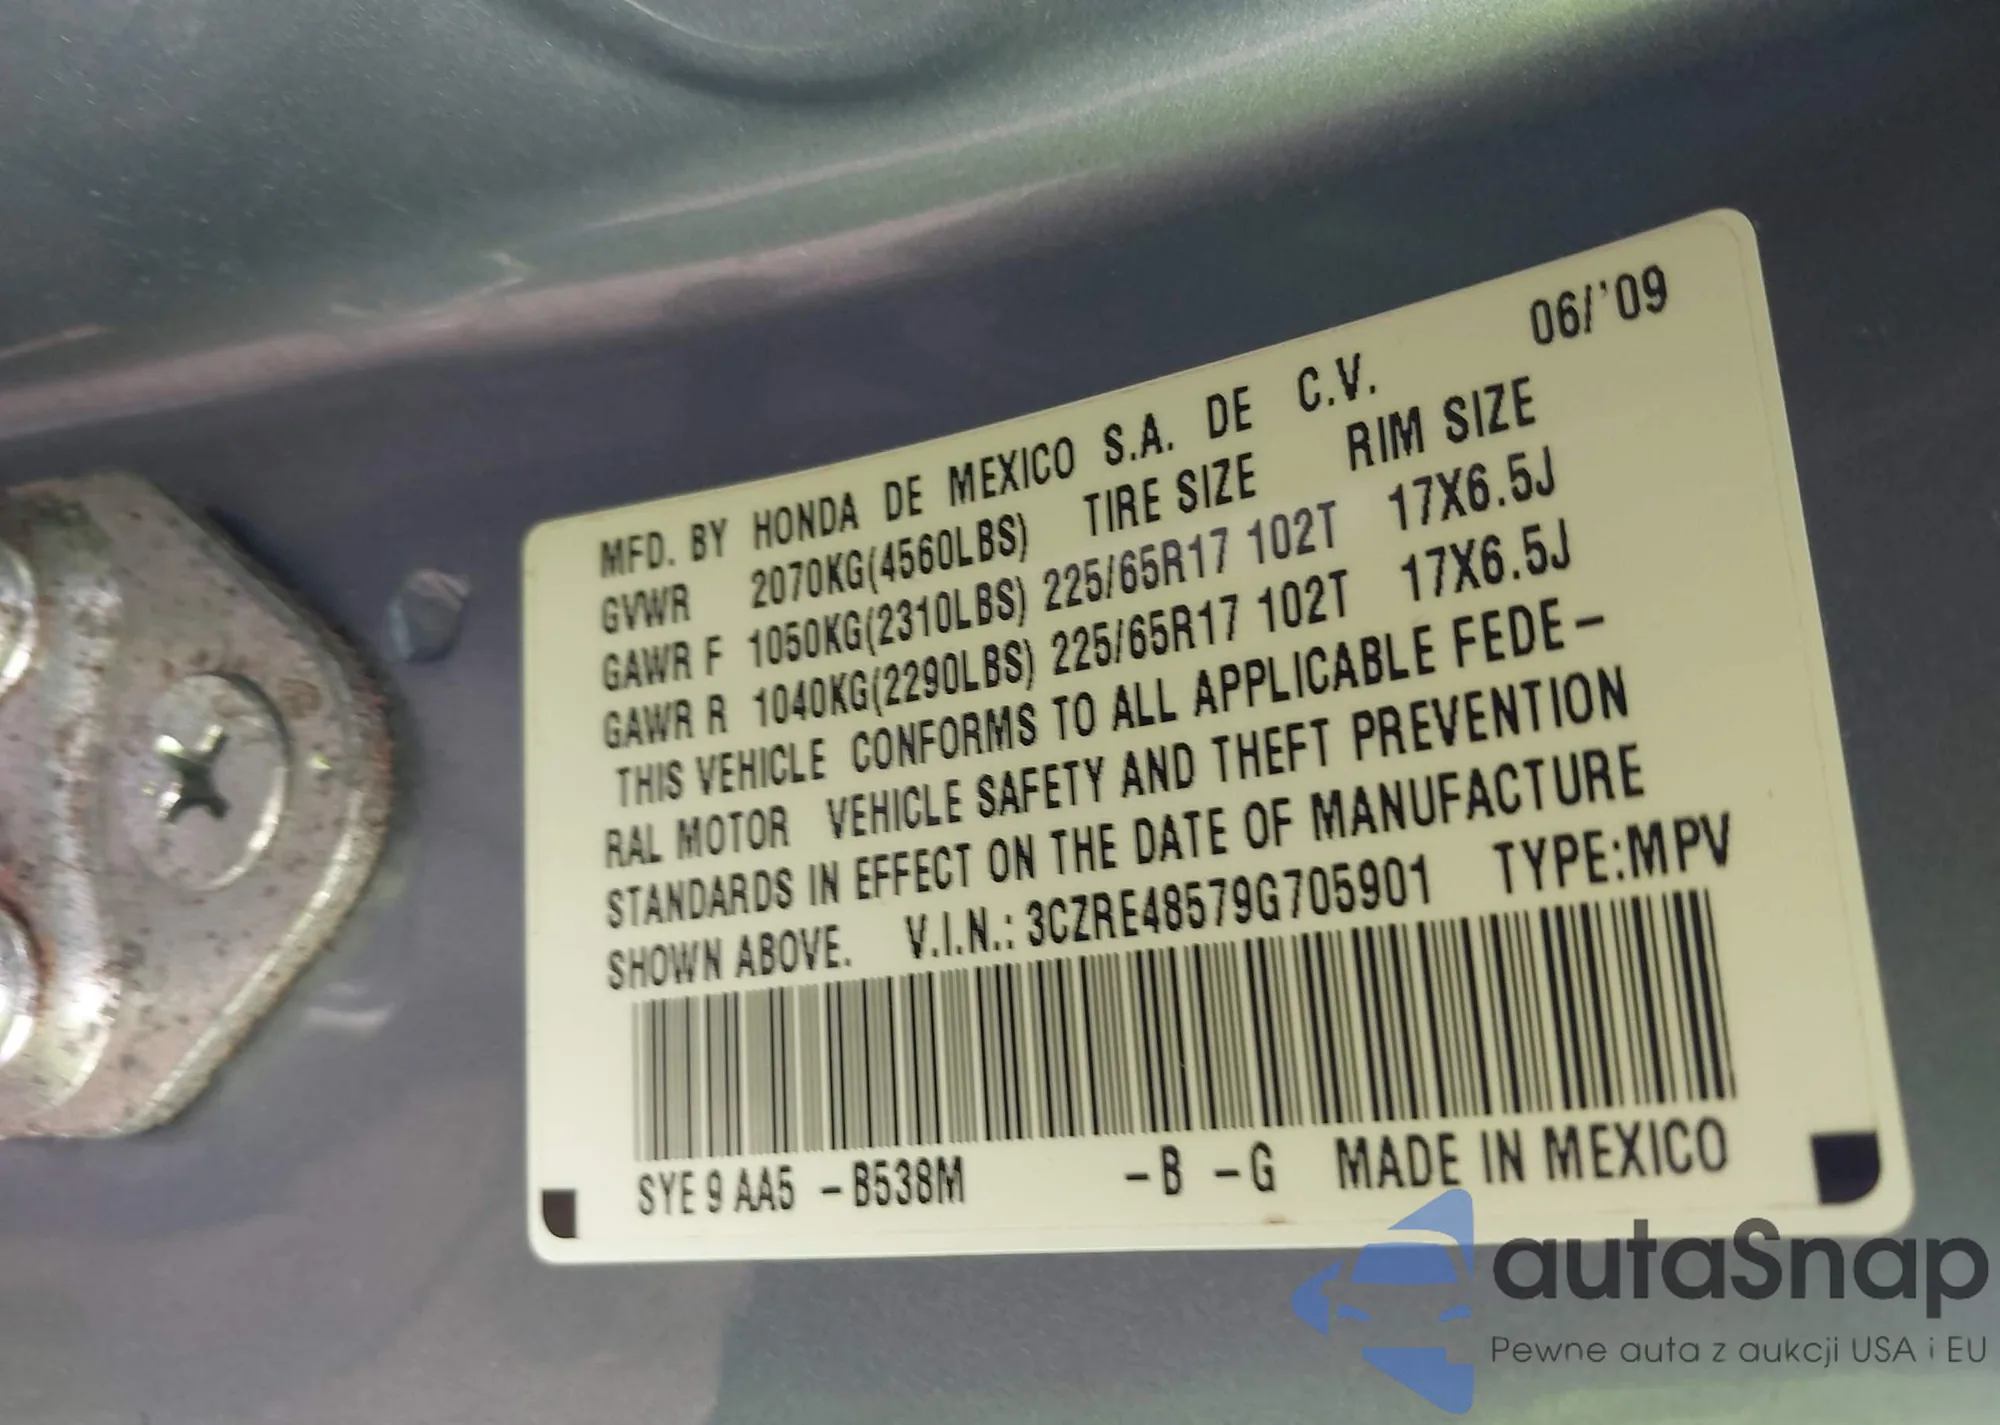 06/'09
MFD. BY HONDA DE MEXICO S.A. DE C.V.
GVWR 2070KG(4560LBS) TIRE SIZE RIM SIZE
GAWR F 1050KG(2310LBS) 225/65R17 102T 17X6.5J
GAWR R 1040KG(2290LBS) 225/65R17 102T 17X6.5J
THIS VEHICLE CONFORMS TO ALL APPLICABLE FEDE-
RAL MOTOR VEHICLE SAFETY AND THEFT PREVENTION
STANDARDS IN EFFECT ON THE DATE OF MANUFACTURE
SHOWN ABOVE. V.I.N.: 3CZRE48579G705901 TYPE:MPV
SYE 9 AA5 -B538M -B -G MADE IN MEXICO
autaSnap
Pewne auta z aukcji USA i EU